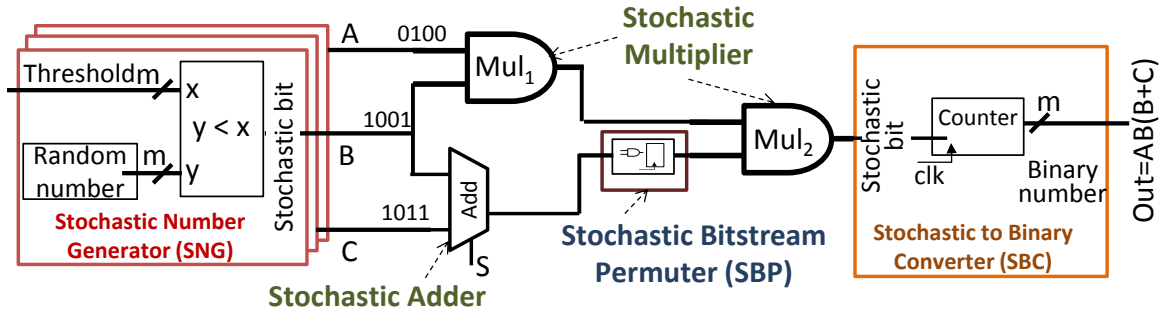 A
0100
Mul1
Stochastic
Multiplier
Threshold
m
x
y < x
Random
number
m
y
Stochastic bit
1001
B
1011
C
Add
S
Stochastic Number
Generator (SNG)
Stochastic Adder
Stochastic Bitstream
Permuter (SBP)
Mul2
Stochastic
bit
Counter
clk
m
Binary
number
Stochastic to Binary
Converter (SBC)
Out=AB(B+C)